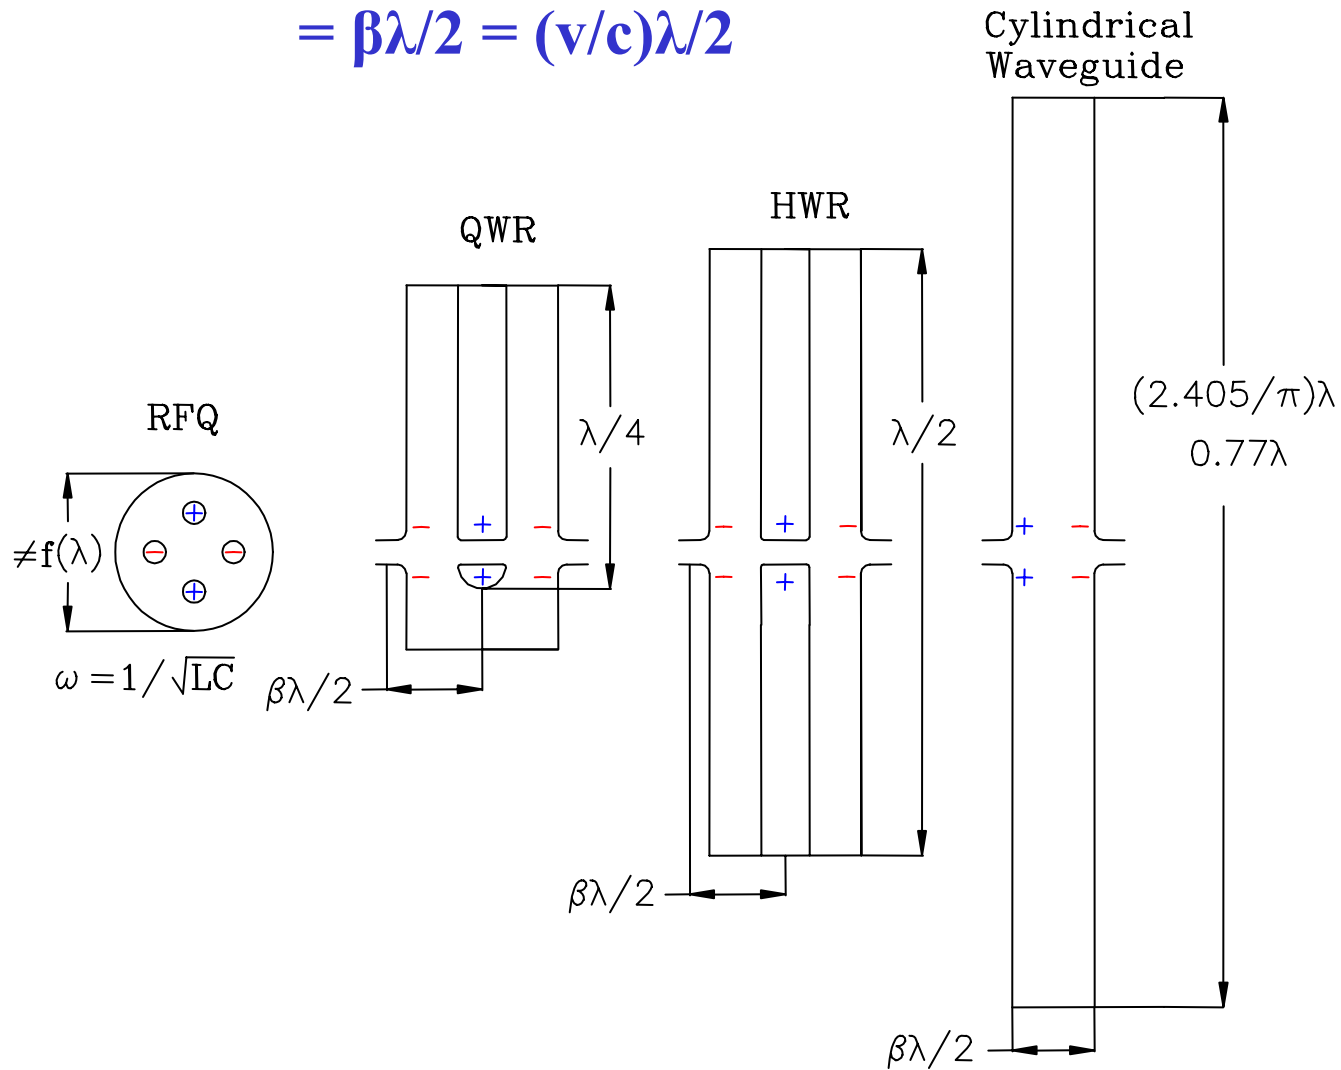 = βλ/2 = (v/c)λ/2
Cylindrical
Waveguide
HWR
QWR
RFQ
(2.405/π)λ
0.77λ
λ/4
λ/2
− + −
− + −
+ −
+
− −
+
≠f(λ)
− + −
− + −
+ −
ω = 1/√LC
βλ/2
βλ/2
βλ/2